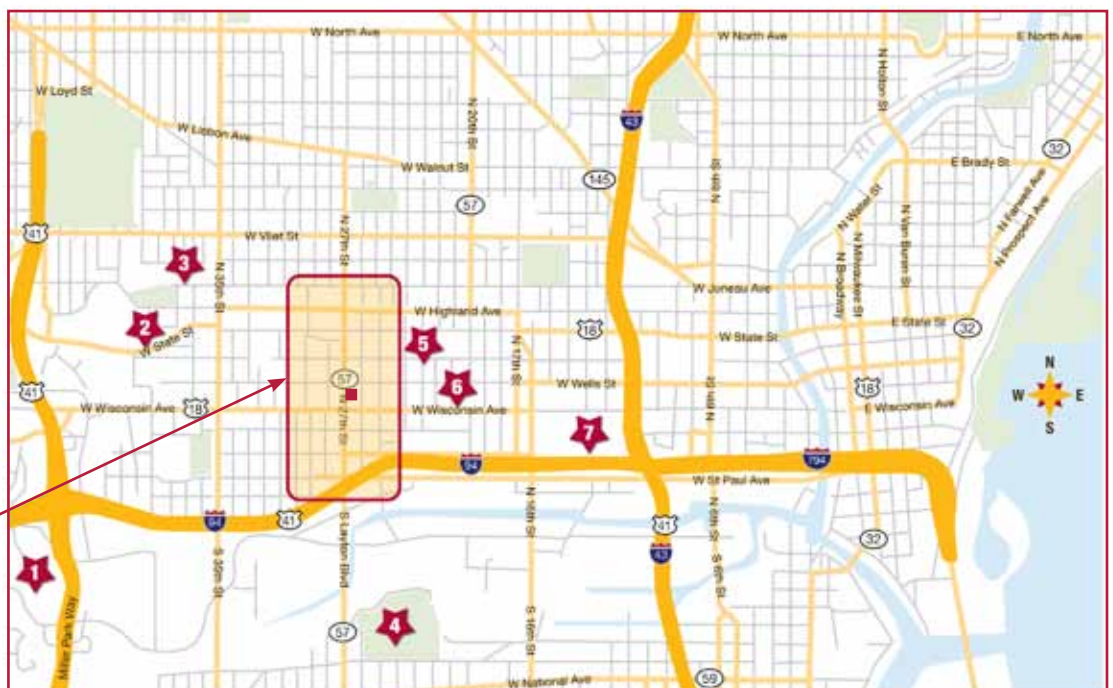 W North Ave
W North Ave
E North Ave
43
N Holton St
W Loyd St
N 20th St
W Lisbon Ave
W Walnut St
32
E Brady St
145
57
N 27th St
N Water St
N Farwell Ave
N Prospect Ave
N Van Buren St
41
W Vliet St
N Broadway
N Milwaukee St
3
N 35th St
W Juneau Ave
W Highland Ave
2
W State St
5
18
W State St
E State St
32
N 17th St
57
6
W Wells St
18
41
N
W E
S
W Wisconsin Ave
18
N 27th St
W Wisconsin Ave
E Wisconsin Ave
7
94
794
W St Paul Ave
94
41
N 16th St
N 6th St
41
43
32
S Layton Blvd
S 35th St
1
S 6th St
Miller Park Way
57
4
S 16th St
W National Ave
59